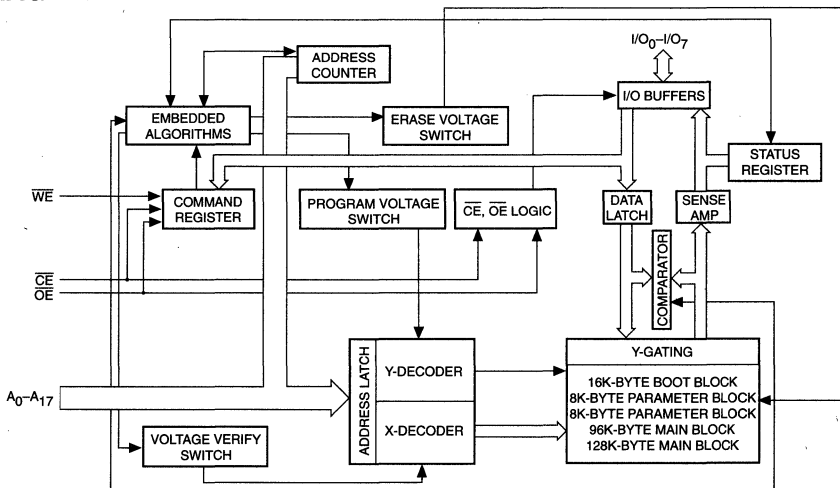 I/O0–I/O7
ADDRESS
COUNTER
I/O BUFFERS
EMBEDDED
ALGORITHMS
ERASE VOLTAGE
SWITCH
STATUS
REGISTER
WE
COMMAND
REGISTER
PROGRAM VOLTAGE
SWITCH
CE, OE LOGIC
DATA
LATCH
SENSE
AMP
COMPARATOR
CE
OE
ADDRESS LATCH
Y-DECODER
Y-GATING
16K-BYTE BOOT BLOCK
8K-BYTE PARAMETER BLOCK
8K-BYTE PARAMETER BLOCK
96K-BYTE MAIN BLOCK
128K-BYTE MAIN BLOCK
A0–A17
X-DECODER
VOLTAGE VERIFY
SWITCH